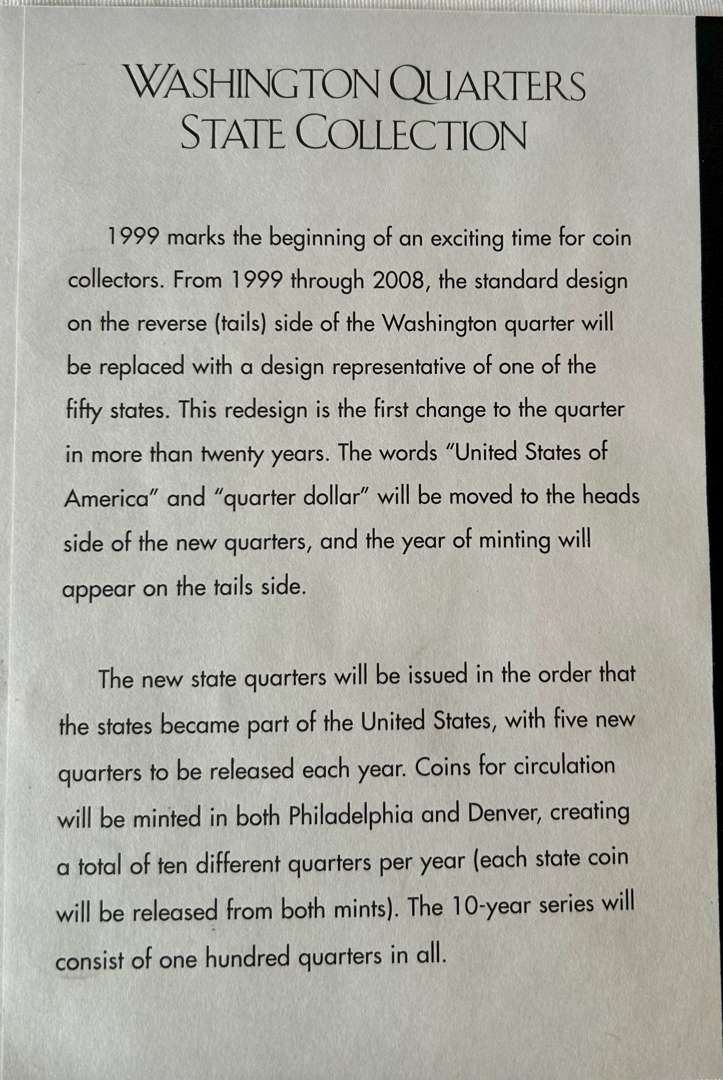 WASHINGTON QUARTERS
STATE COLLECTION
1999 marks the beginning of an exciting time for coin
collectors. From 1999 through 2008, the standard design
on the reverse (tails) side of the Washington quarter will
be replaced with a design representative of one of the
fifty states. This redesign is the first change to the quarter
in more than twenty years. The words “United States of
America” and “quarter dollar” will be moved to the heads
side of the new quarters, and the year of minting will
appear on the tails side.
The new state quarters will be issued in the order that
the states became part of the United States, with five new
quarters to be released each year. Coins for circulation
will be minted in both Philadelphia and Denver, creating
a total of ten different quarters per year (each state coin
will be released from both mints). The 10-year series will
consist of one hundred quarters in all.